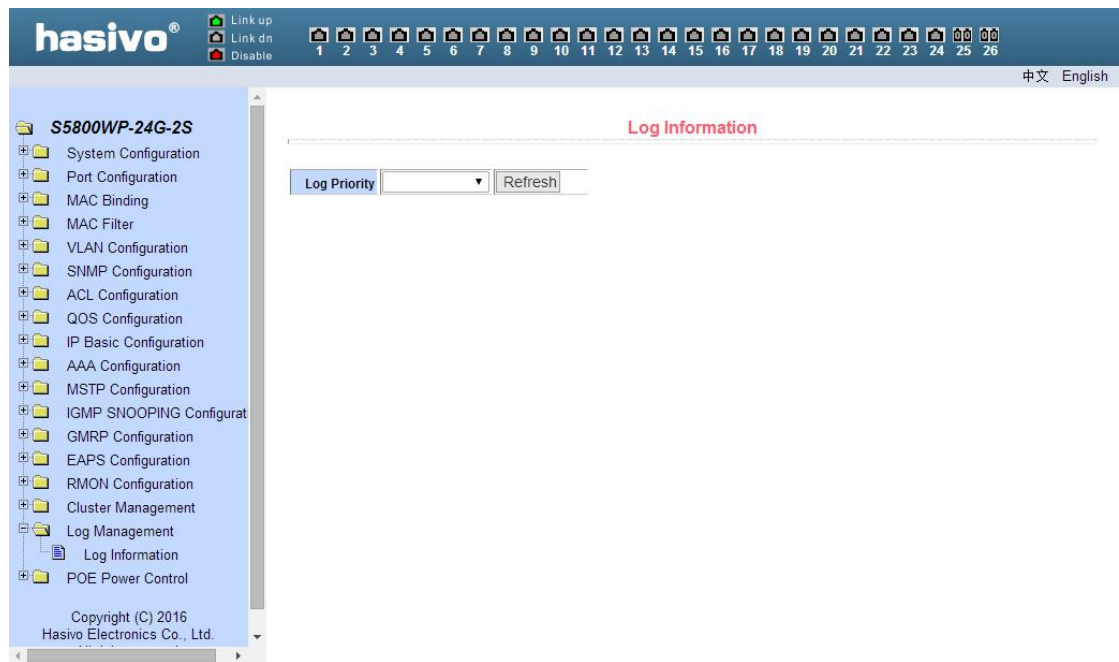 hasivo®
Link up
Link dn
Disable
1 2 3 4 5 6 7 8 9 10 11 12 13 14 15 16 17 18 19 20 21 22 23 24 25 26
中文 English
S5800WP-24G-2S
System Configuration
Port Configuration
MAC Binding
MAC Filter
VLAN Configuration
SNMP Configuration
ACL Configuration
QOS Configuration
IP Basic Configuration
AAA Configuration
MSTP Configuration
IGMP SNOOPING Configurat
GMRP Configuration
EAPS Configuration
RMON Configuration
Cluster Management
Log Management
Log Information
POE Power Control
Copyright (C) 2016
Hasivo Electronics Co., Ltd.
Log Information
Log Priority Refresh